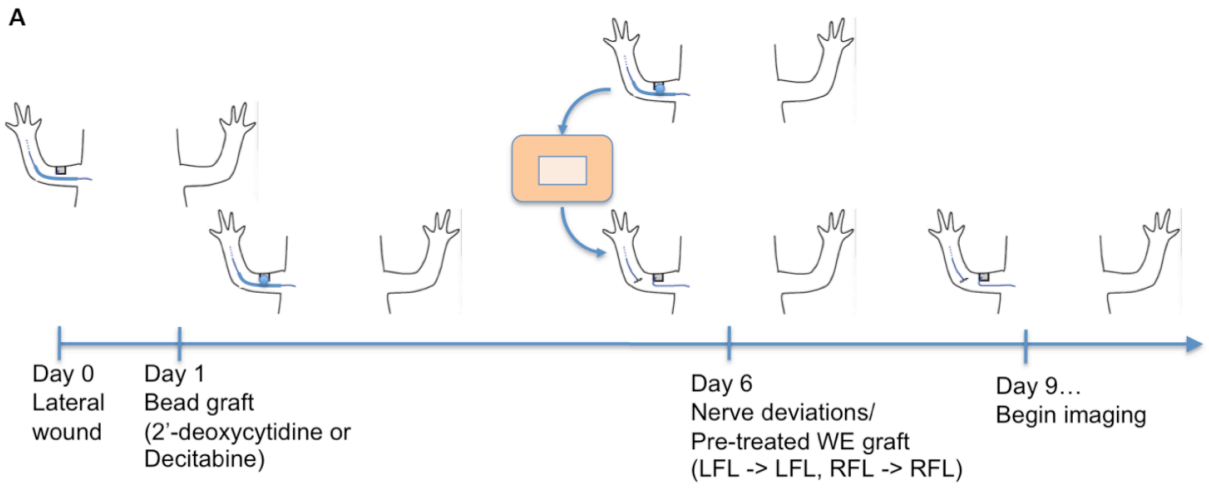 A
Day 0
Lateral
wound
Day 1
Bead graft
(2'-deoxycytidine or
Decitabine)
Day 6
Nerve deviations/
Pre-treated WE graft
(LFL -> LFL, RFL -> RFL)
Day 9…
Begin imaging